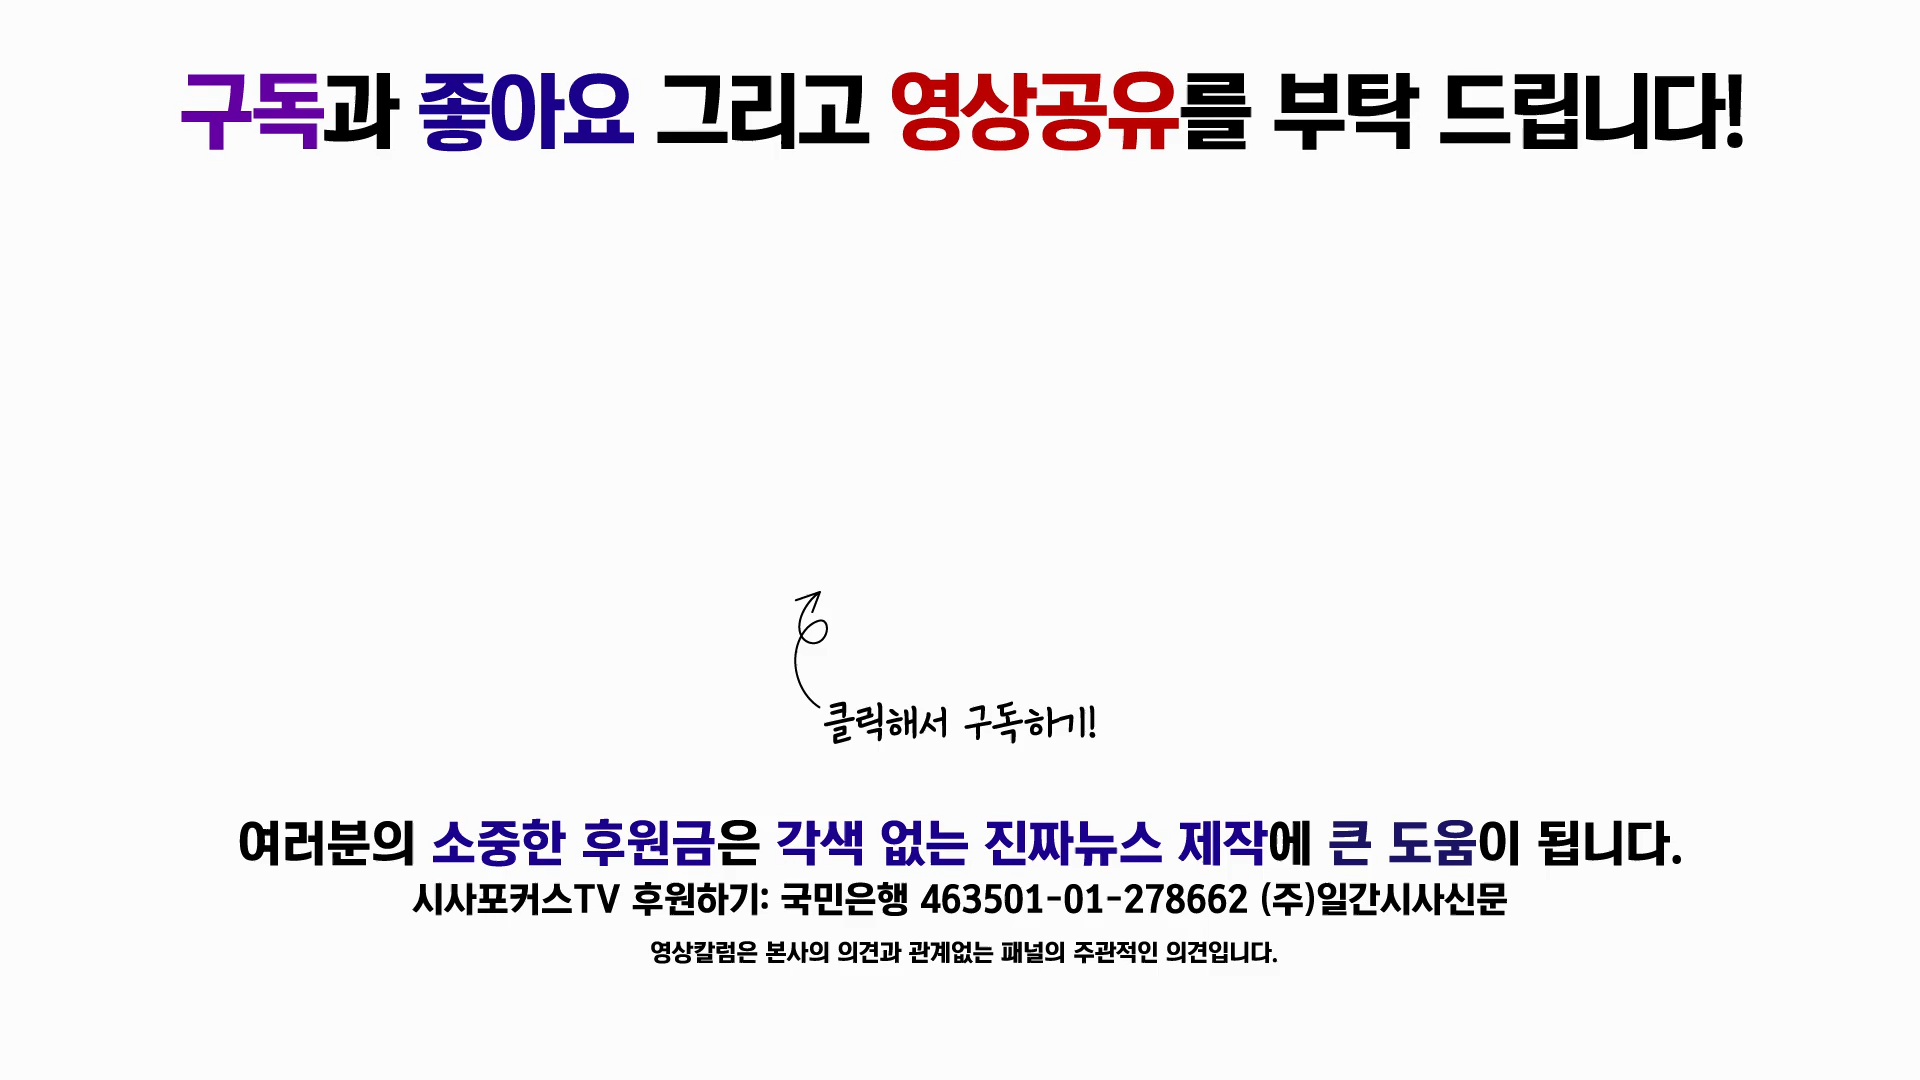 구독과 좋아요 그리고 영상공유를 부탁 드립니다!
클릭해서 구독하기!
여러분의 소중한 후원금은 각색 없는 진짜뉴스 제작에 큰 도움이 됩니다.
시사포커스TV 후원하기: 국민은행 463501-01-278662 (주)일간시사신문
영상칼럼은 본사의 의견과 관계없는 패널의 주관적인 의견입니다.